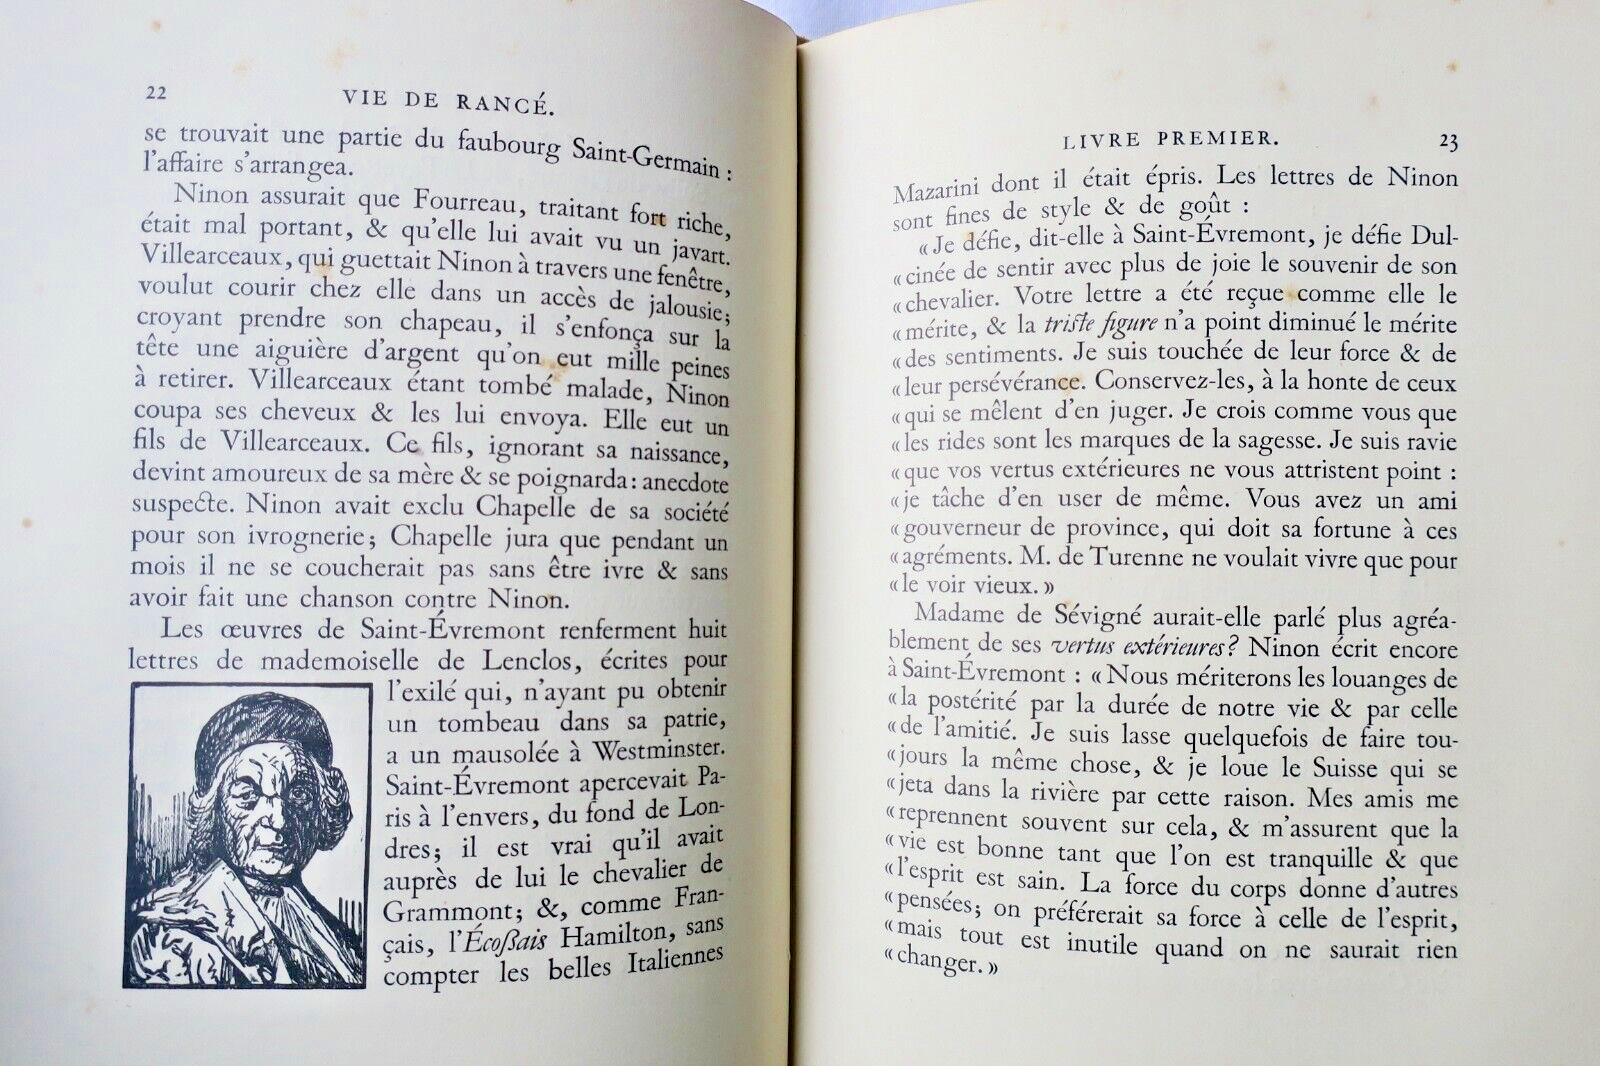 22
VIE DE RANCÉ.
se trouvait une partie du faubourg Saint-Germain :
l'affaire s'arrangea.
Ninon assurait que Fourreau, traitant fort riche,
était mal portant, & qu'elle lui avait vu un javart.
Villearceaux, qui guettait Ninon à travers une fenêtre,
voulut courir chez elle dans un accès de jalousie;
croyant prendre son chapeau, il s'enfonça sur la
tête une aiguière d'argent qu'on eut mille peines
à retirer. Villearceaux étant tombé malade, Ninon
coupa ses cheveux & les lui envoya. Elle eut un
fils de Villearceaux. Ce fils, ignorant sa naissance,
devint amoureux de sa mère & se poignarda: anecdote
suspecte. Ninon avait exclu Chapelle de sa société
pour son ivrognerie; Chapelle jura que pendant un
mois il ne se coucherait pas sans être ivre & sans
avoir fait une chanson contre Ninon.
Les œuvres de Saint-Évremont renferment huit
lettres de mademoiselle de Lenclos, écrites pour
l'exilé qui, n'ayant pu obtenir
un tombeau dans sa patrie,
a un mausolée à Westminster.
Saint-Évremont apercevait Pa-
ris à l'envers, du fond de Lon-
dres; il est vrai qu'il avait
auprès de lui le chevalier de
Grammont; &, comme Fran-
çais, l'Écoßais Hamilton, sans
compter les belles Italiennes
LIVRE PREMIER.
23
Mazarini dont il était épris. Les lettres de Ninon
sont fines de style & de goût :
« Je défie, dit-elle à Saint-Évremont, je défie Dul-
« cinée de sentir avec plus de joie le souvenir de son
« chevalier. Votre lettre a été reçue comme elle le
« mérite, & la triste figure n'a point diminué le mérite
« des sentiments. Je suis touchée de leur force & de
« leur persévérance. Conservez-les, à la honte de ceux
« qui se mêlent d'en juger. Je crois comme vous que
« les rides sont les marques de la sagesse. Je suis ravie
« que vos vertus extérieures ne vous attristent point :
« je tâche d'en user de même. Vous avez un ami
« gouverneur de province, qui doit sa fortune à ces
« agréments. M. de Turenne ne voulait vivre que pour
« le voir vieux. »
Madame de Sévigné aurait-elle parlé plus agréa-
blement de ses vertus extérieures? Ninon écrit encore
à Saint-Évremont : « Nous mériterons les louanges de
« la postérité par la durée de notre vie & par celle
« de l'amitié. Je suis lasse quelquefois de faire tou-
« jours la même chose, & je loue le Suisse qui se
« jeta dans la rivière par cette raison. Mes amis me
« reprennent souvent sur cela, & m'assurent que la
« vie est bonne tant que l'on est tranquille & que
« l'esprit est sain. La force du corps donne d'autres
« pensées; on préférerait sa force à celle de l'esprit,
« mais tout est inutile quand on ne saurait rien
« changer. »